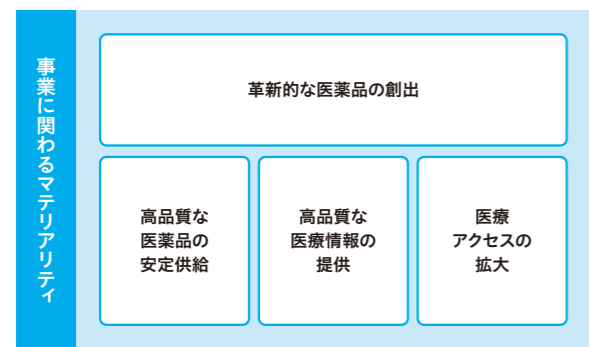 事業に関わるマテリアリティ
革新的な医薬品の創出
高品質な
医薬品の
安定供給
高品質な
医療情報の
提供
医療
アクセスの
拡大